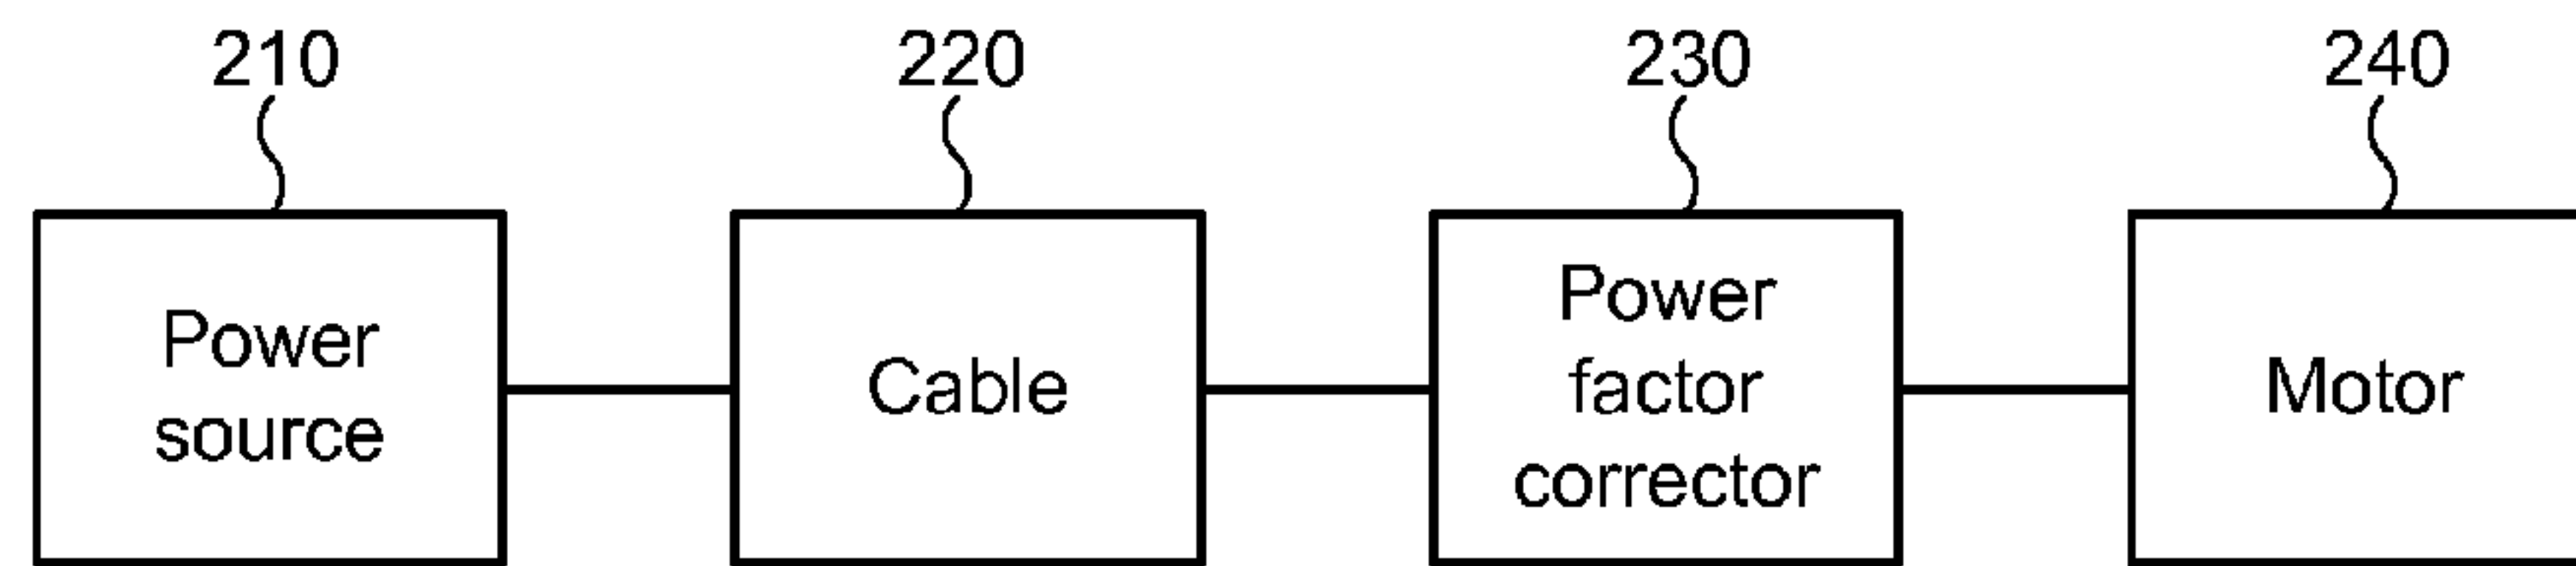 210
220
230
240
Power
source
Cable
Power
factor
corrector
Motor